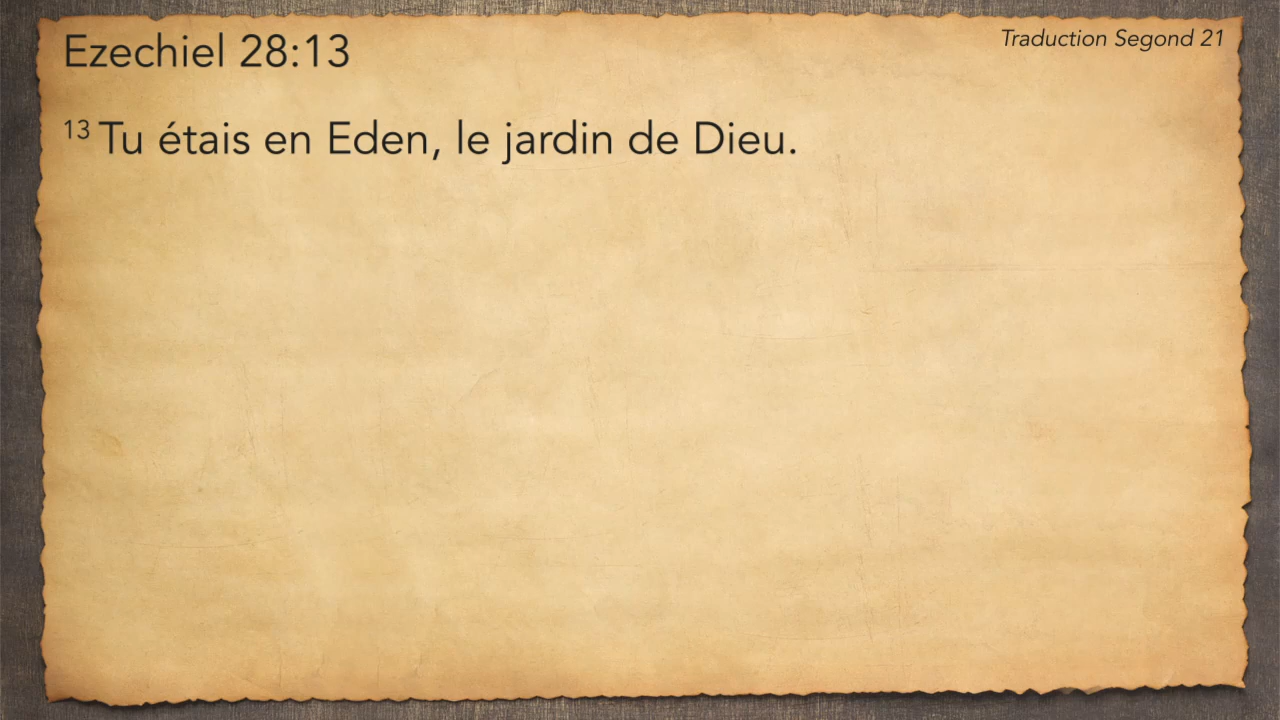 Ezechiel 28:13
Traduction Segond 21
13 Tu étais en Eden, le jardin de Dieu.